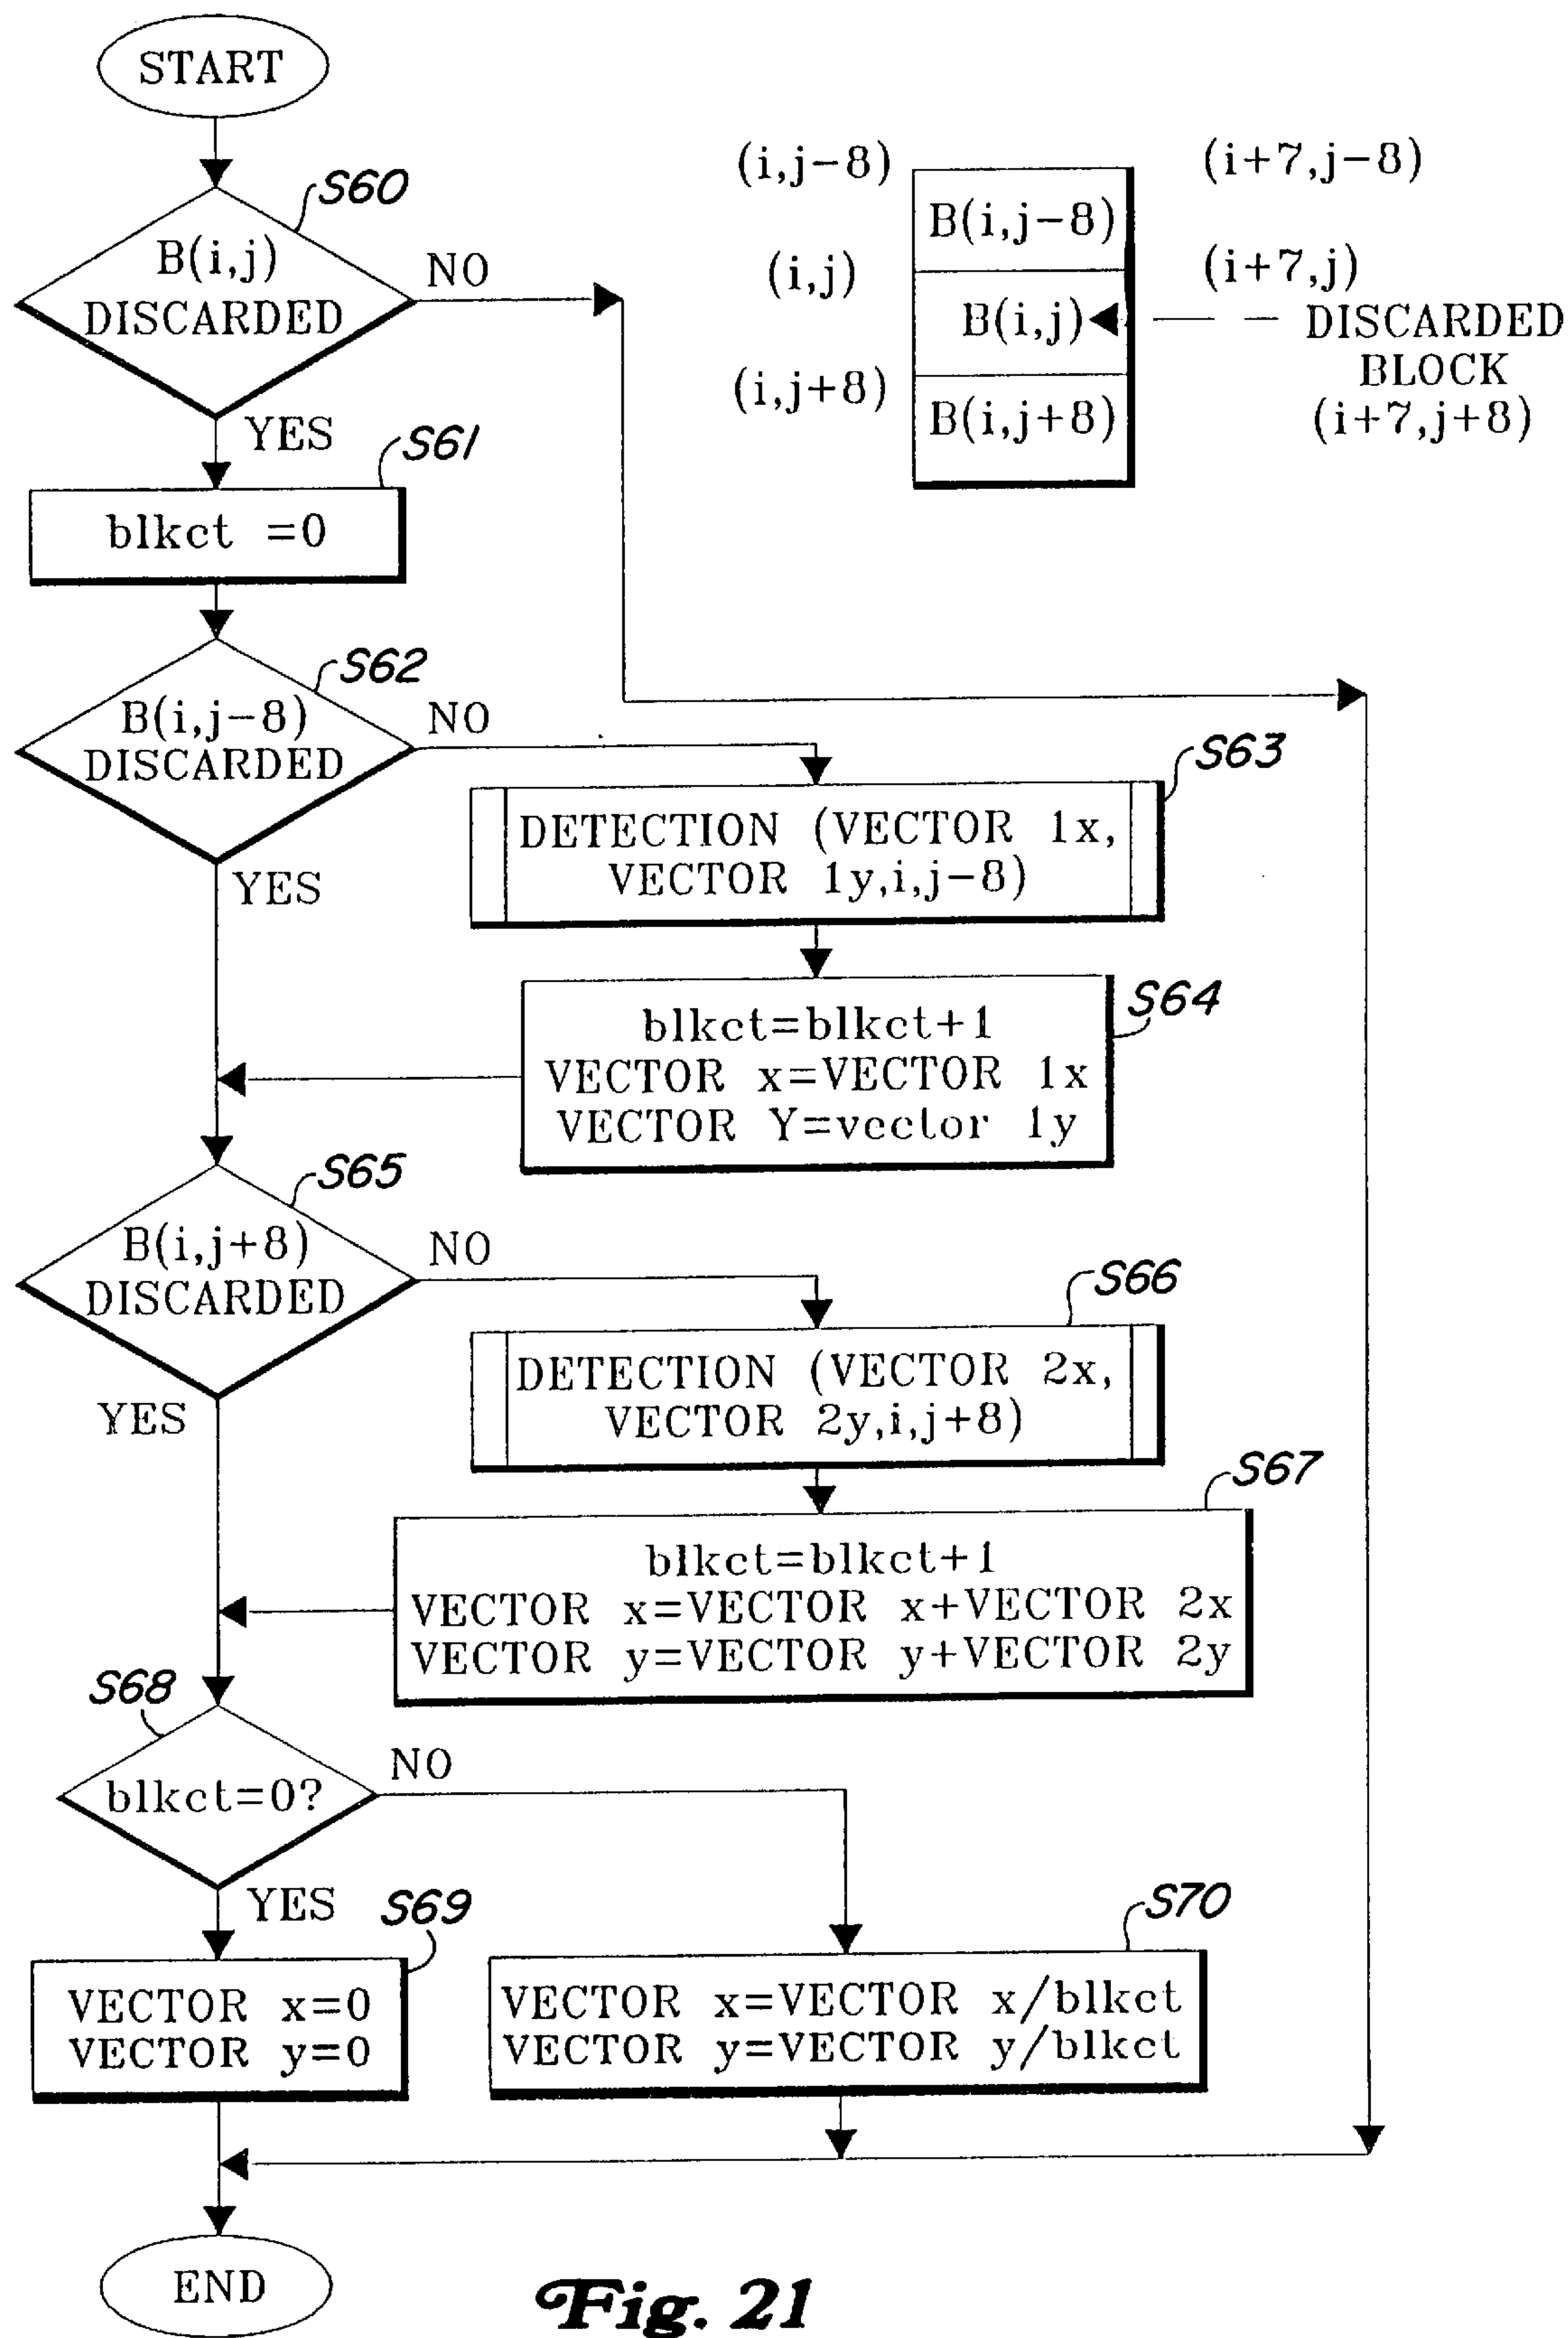 START
S60
B(i,j)
DISCARDED
NO
YES
(i,j-8)
(i+7,j-8)
B(i,j-8)
(i,j)
(i+7,j)
B(i,j)
DISCARDED
BLOCK
(i,j+8)
B(i,j+8)
(i+7,j+8)
S61
blkct =0
S62
B(i,j-8)
DISCARDED
NO
YES
S63
DETECTION (VECTOR 1x,
VECTOR 1y,i,j-8)
S64
blkct=blkct+1
VECTOR x=VECTOR 1x
VECTOR Y=vector 1y
S65
B(i,j+8)
DISCARDED
NO
YES
S66
DETECTION (VECTOR 2x,
VECTOR 2y,i,j+8)
S67
blkct=blkct+1
VECTOR x=VECTOR x+VECTOR 2x
VECTOR y=VECTOR y+VECTOR 2y
S68
blkct=0?
NO
YES
S69
VECTOR x=0
VECTOR y=0
S70
VECTOR x=VECTOR x/blkct
VECTOR y=VECTOR y/blkct
END
Fig. 21